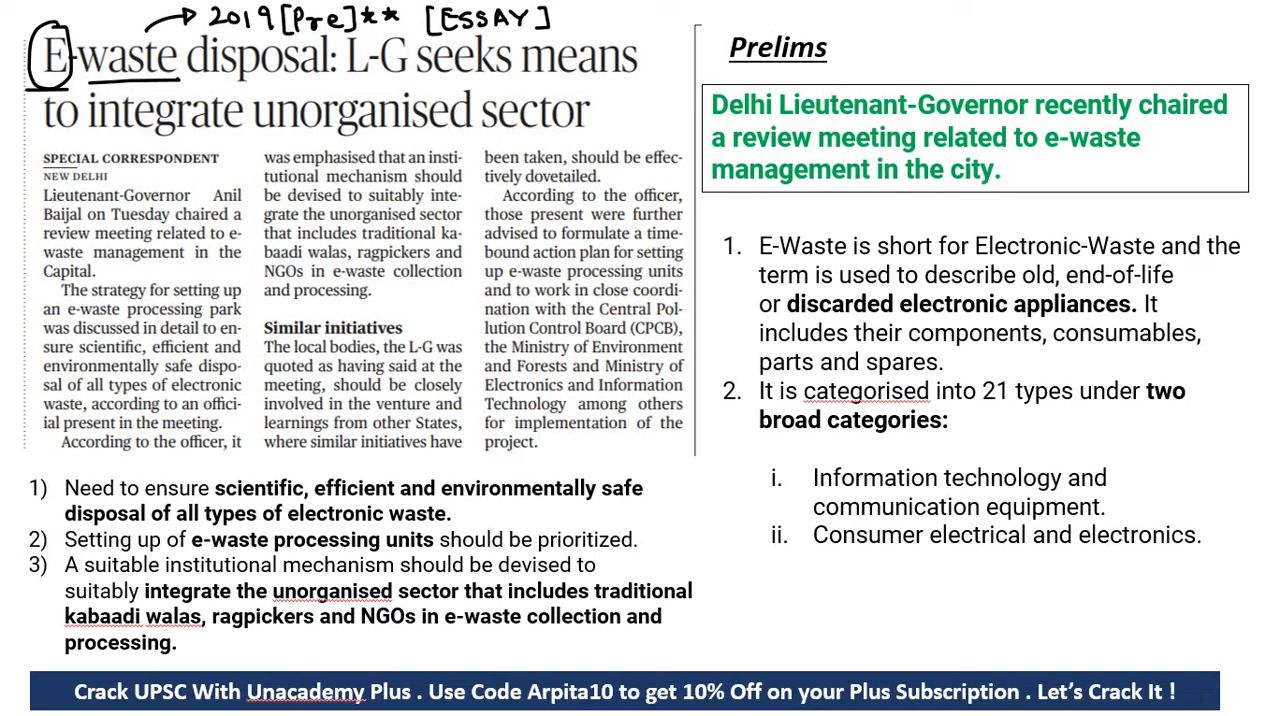 2019 [Pre]** [ESSAY]
E-waste disposal: L-G seeks means
to integrate unorganised sector
SPECIAL CORRESPONDENT
NEW DELHI
Lieutenant-Governor Anil
Baijal on Tuesday chaired a
review meeting related to e-
waste management in the
Capital.
The strategy for setting up
an e-waste processing park
was discussed in detail to en-
sure scientific, efficient and
environmentally safe dispo-
sal of all types of electronic
waste, according to an offici-
ial present in the meeting.
According to the officer, it
was emphasised that an insti-
tutional mechanism should
be devised to suitably inte-
grate the unorganised sector
that includes traditional ka-
baadi walas, ragpickers and
NGOs in e-waste collection
and processing.
Similar initiatives
The local bodies, the L-G was
quoted as having said at the
meeting, should be closely
involved in the venture and
learnings from other States,
where similar initiatives have
been taken, should be effec-
tively dovetailed.
According to the officer,
those present were further
advised to formulate a time-
bound action plan for setting
up e-waste processing units
and to work in close coordi-
nation with the Central Pol-
lution Control Board (CPCB),
the Ministry of Environment
and Forests and Ministry of
Electronics and Information
Technology among others
for implementation of the
project.
1) Need to ensure scientific, efficient and environmentally safe
disposal of all types of electronic waste.
2) Setting up of e-waste processing units should be prioritized.
3) A suitable institutional mechanism should be devised to
suitably integrate the unorganised sector that includes traditional
kabaadi walas, ragpickers and NGOs in e-waste collection and
processing.
Prelims
Delhi Lieutenant-Governor recently chaired
a review meeting related to e-waste
management in the city.
1. E-Waste is short for Electronic-Waste and the
term is used to describe old, end-of-life
or discarded electronic appliances. It
includes their components, consumables,
parts and spares.
2. It is categorised into 21 types under two
broad categories:
i. Information technology and
communication equipment.
ii. Consumer electrical and electronics.
Crack UPSC With Unacademy Plus . Use Code Arpita10 to get 10% Off on your Plus Subscription . Let's Crack It !